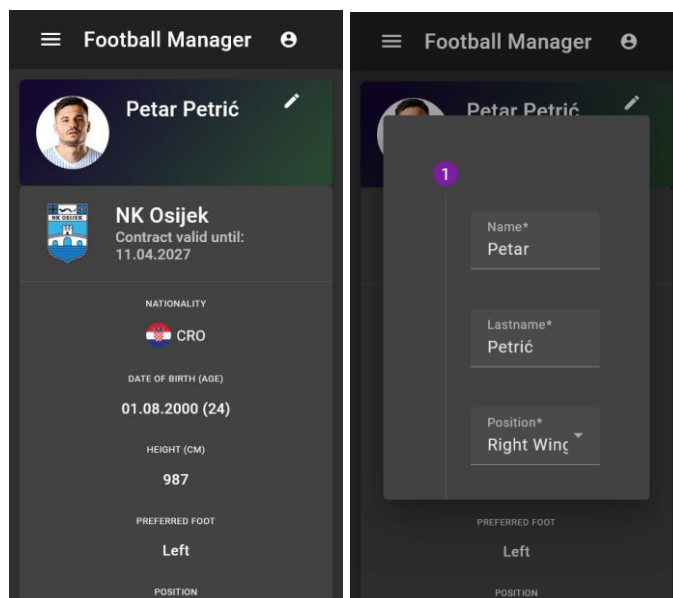 Football Manager
Petar Petrić
NK OSIJEK
NK Osijek
Contract valid until:
11.04.2027
NATIONALITY
CRO
DATE OF BIRTH (AGE)
01.08.2000 (24)
HEIGHT (CM)
987
PREFERRED FOOT
Left
POSITION
Football Manager
Petar Petrić
1
Name*
Petar
Lastname*
Petrić
Position*
Right Wing
PREFERRED FOOT
Left
POSITION